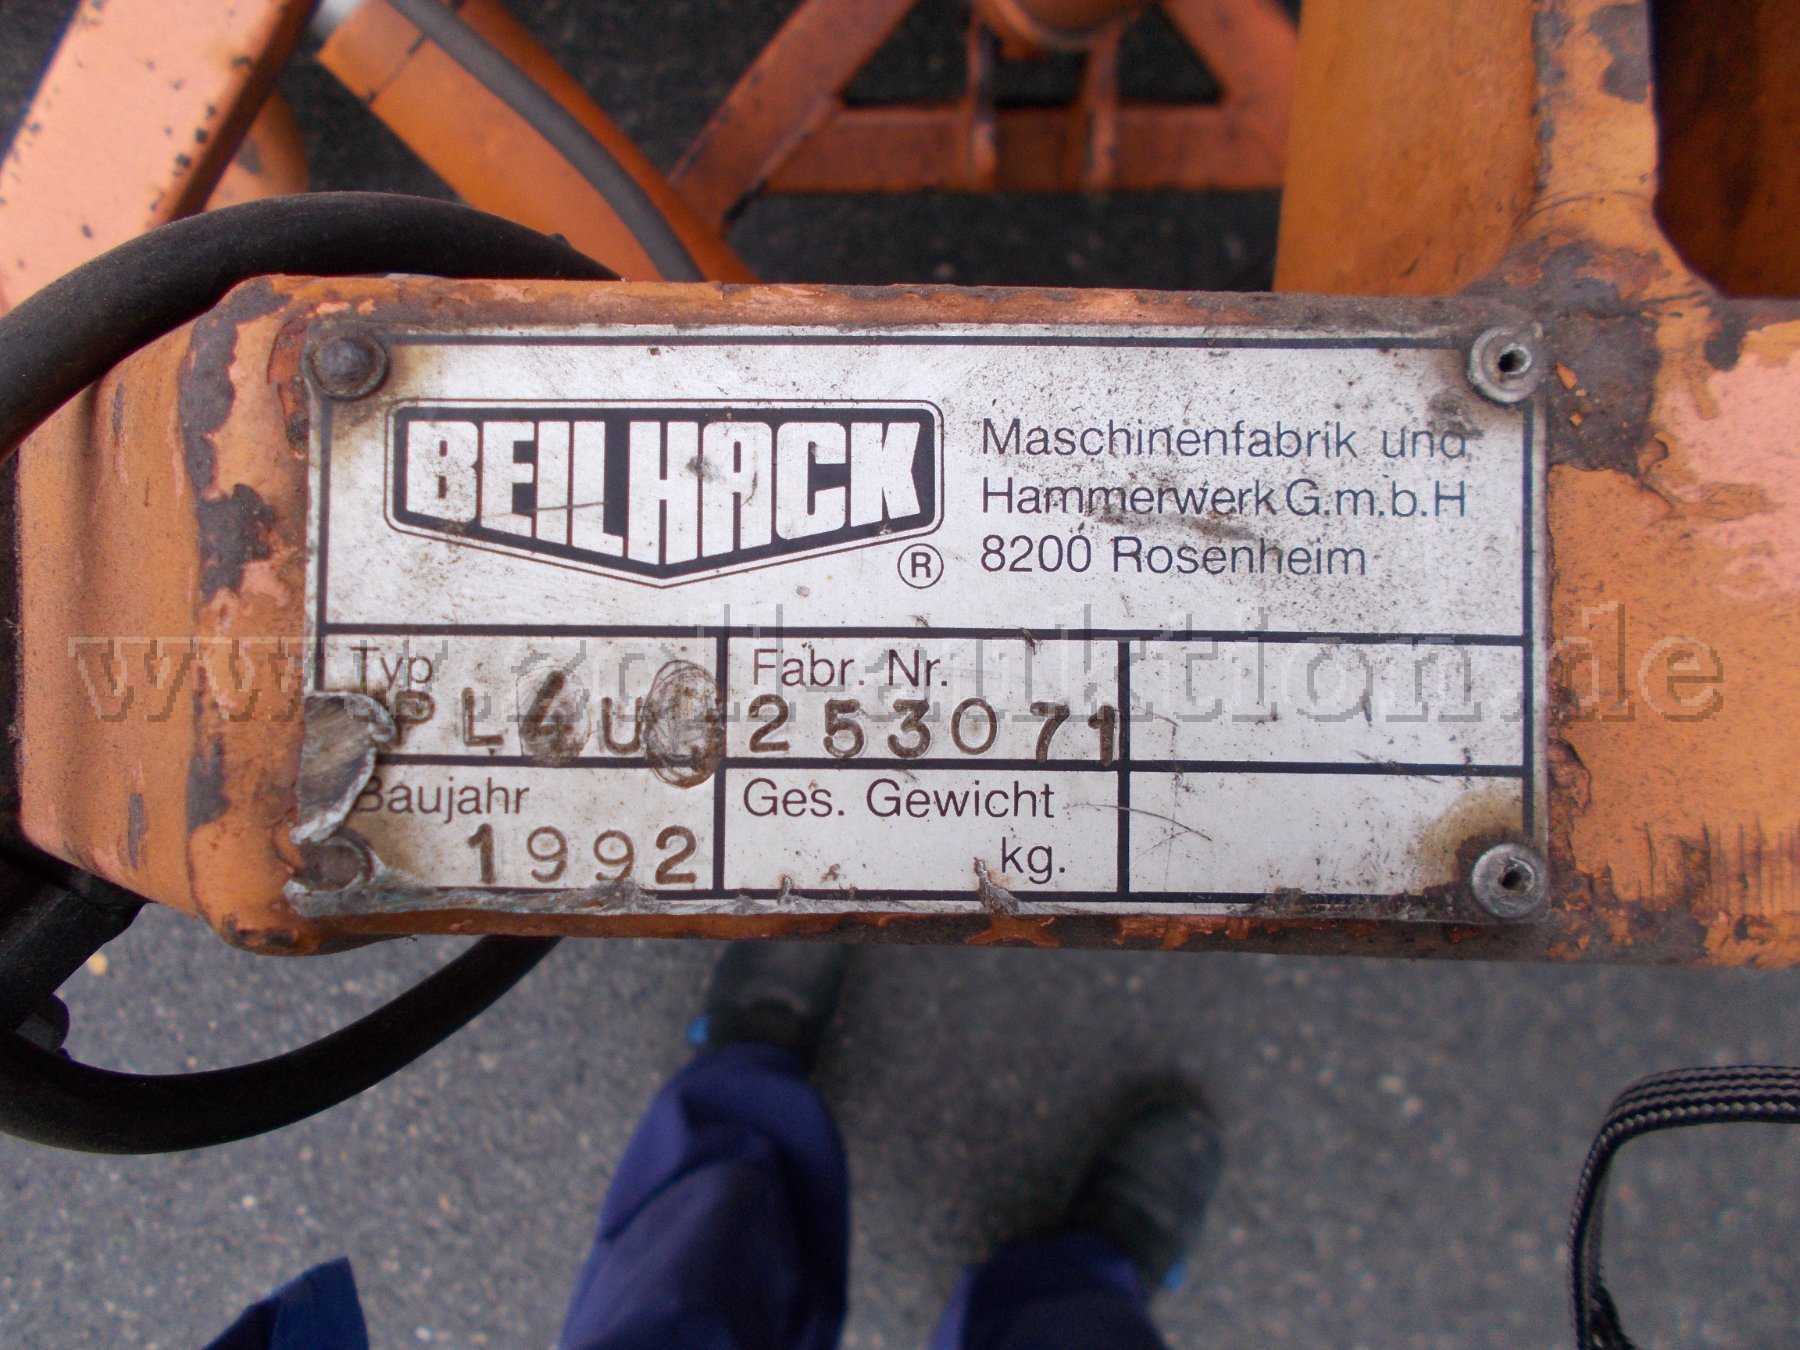 BEILHACK
®
Maschinenfabrik und
Hammerwerk G.m.b.H
8200 Rosenheim
www.zoll-auktion.de
Typ
Fabr. Nr.
253071
Baujahr
1992
Ges. Gewicht
kg.